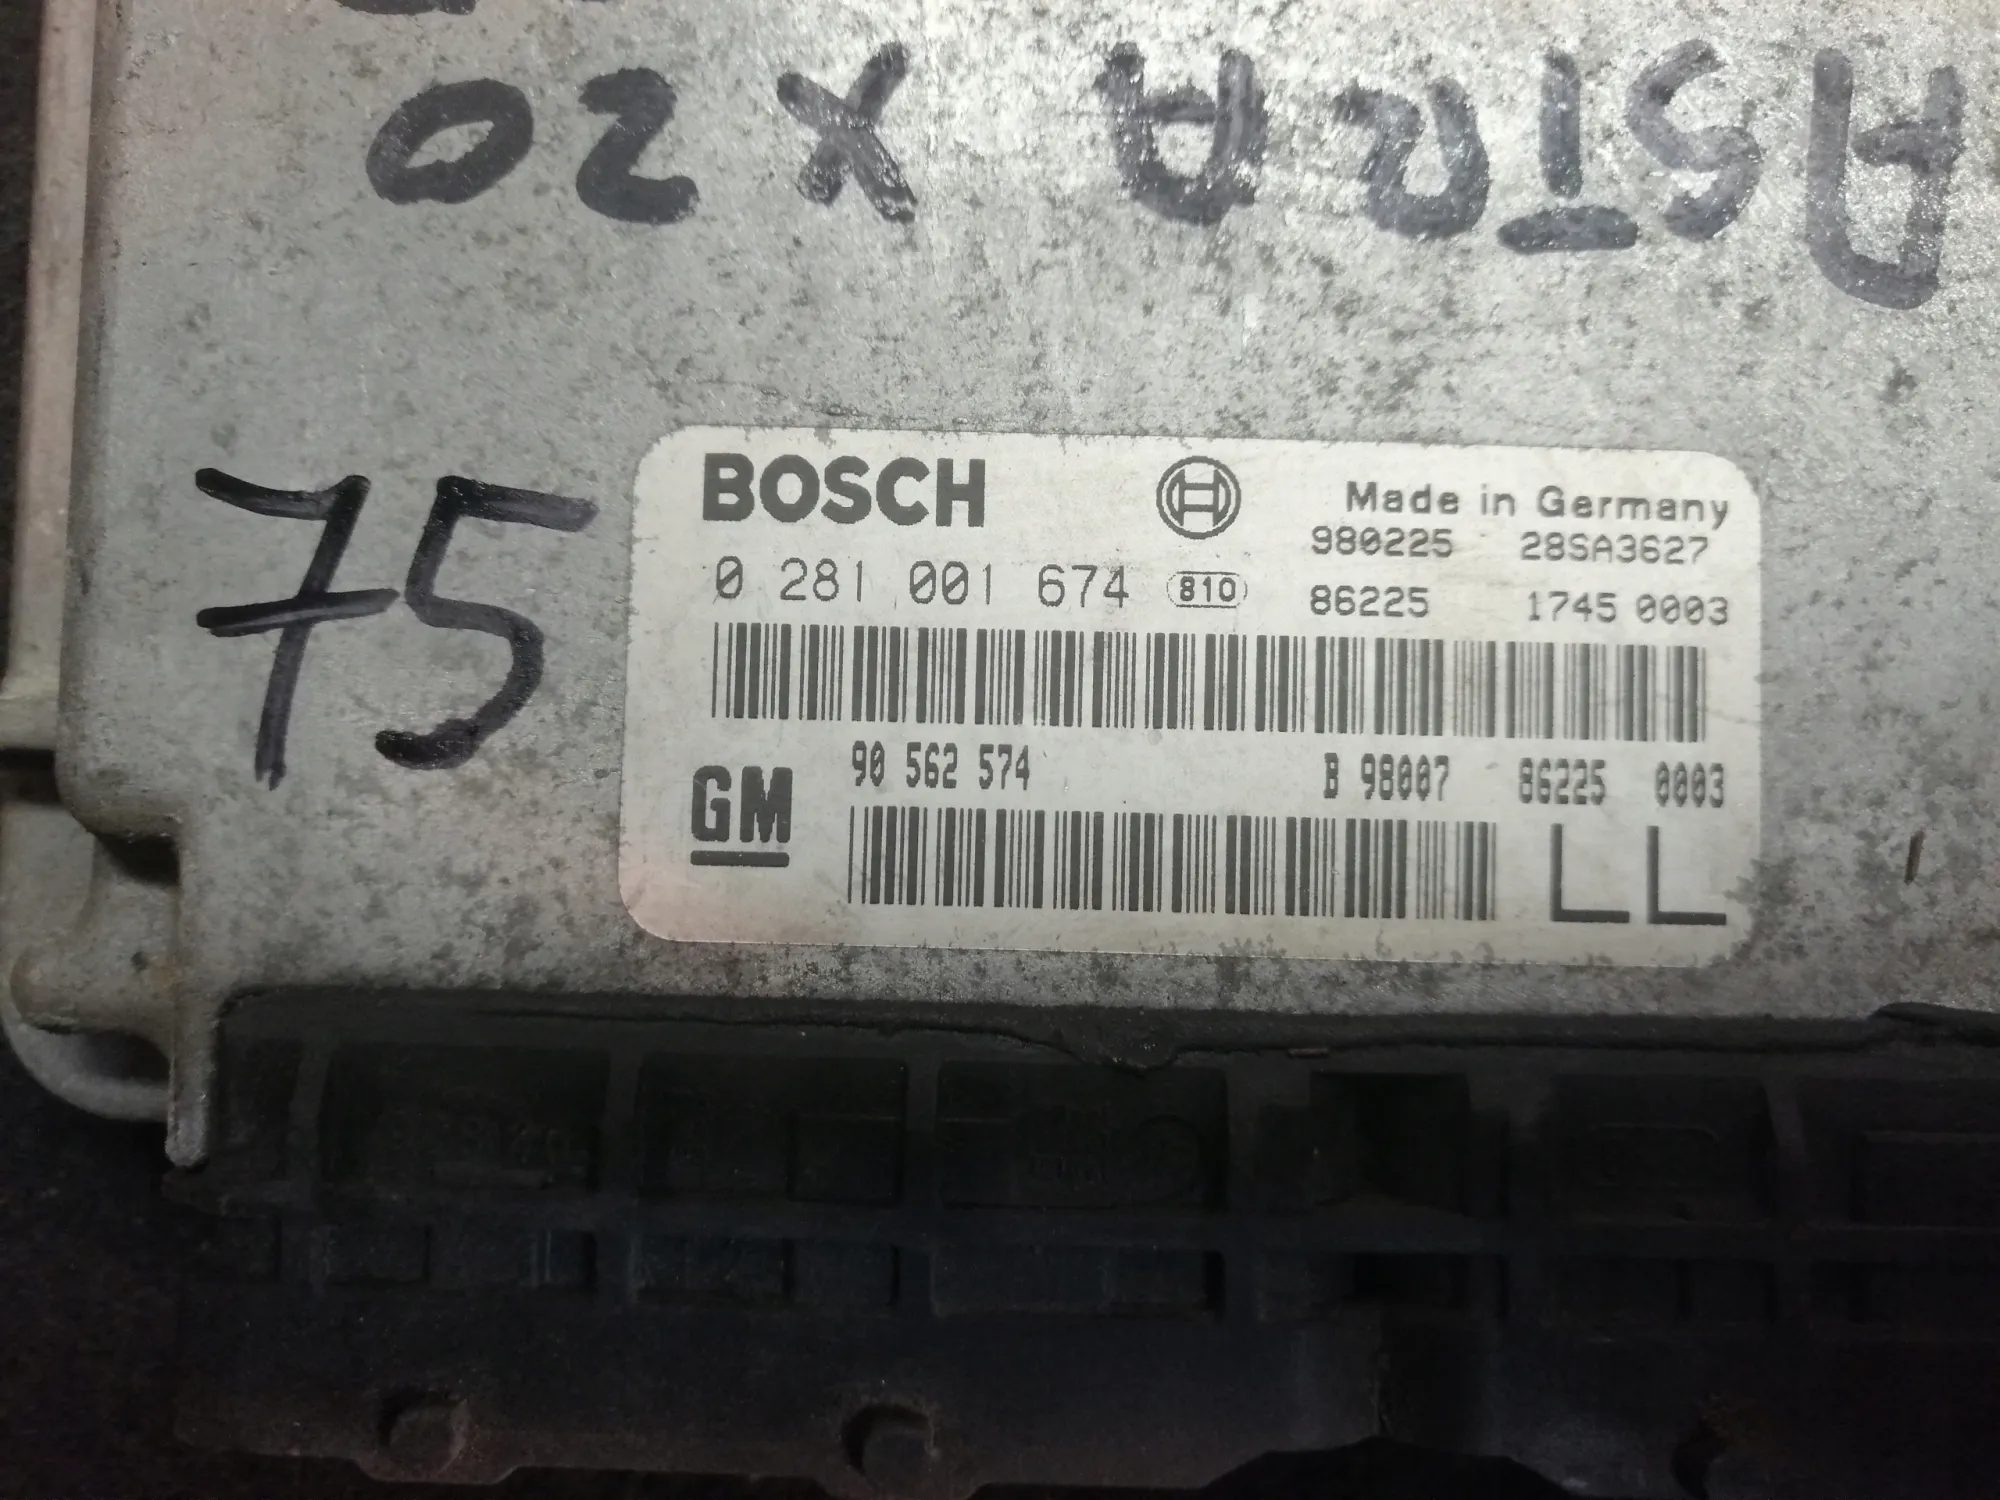 ASTRA X20
75
BOSCH Made in Germany
980225 28SA3627
0 281 001 674 810 86225 1745 0003
GM 90 562 574 B 98007 86225 0003
LL